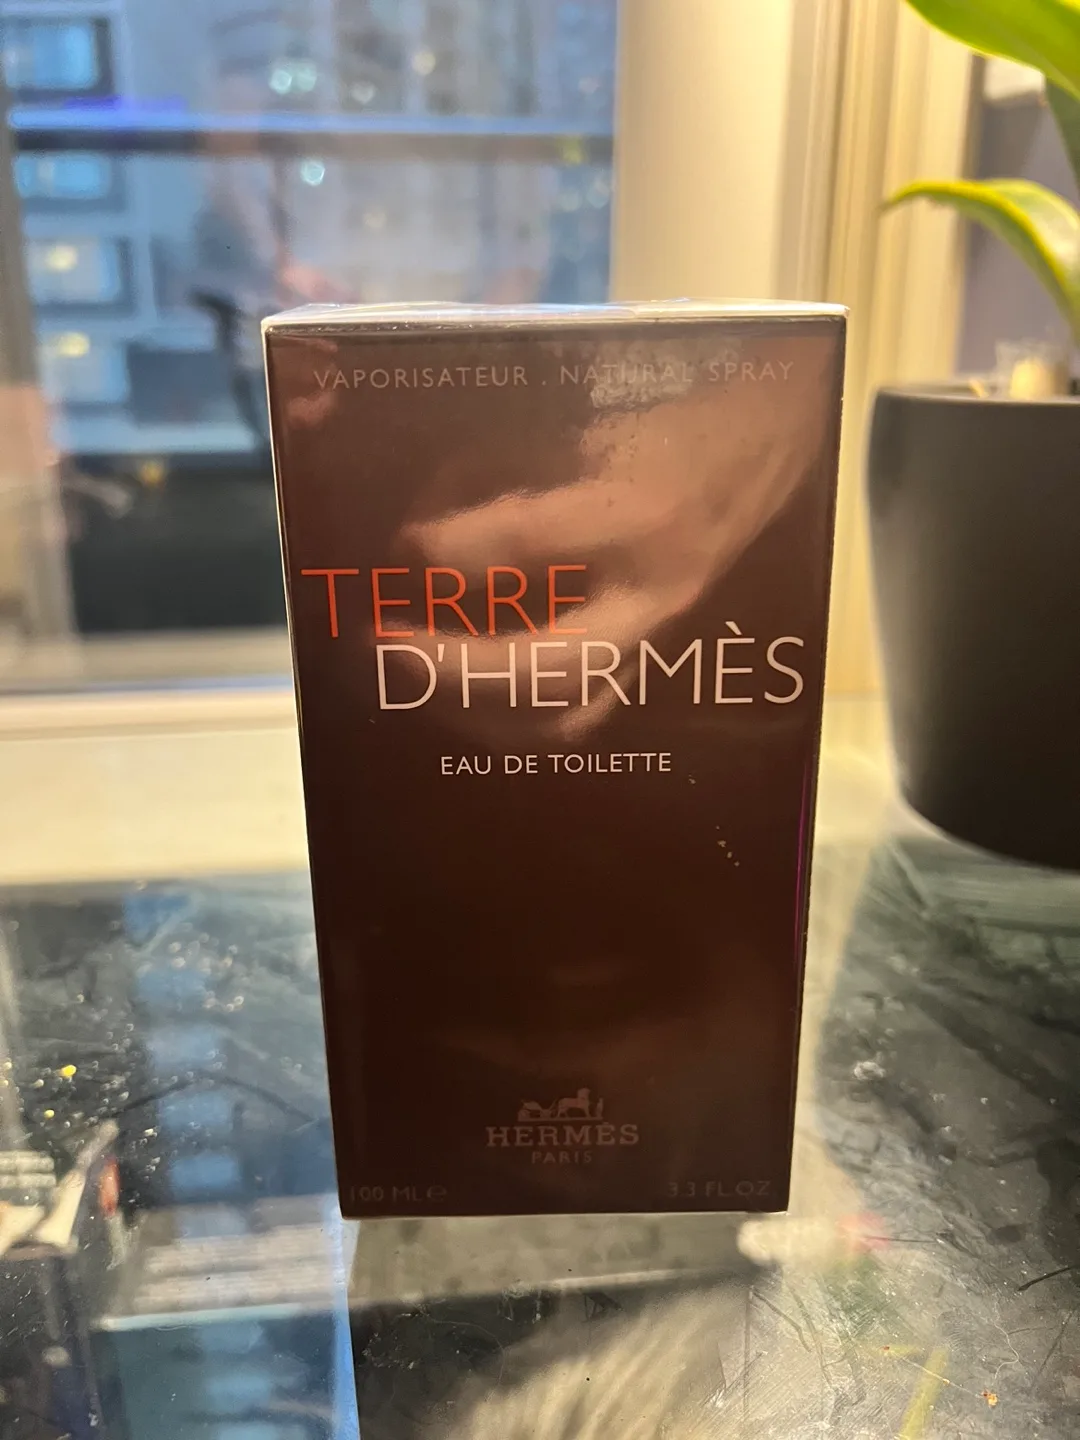 VAPORISATEUR . NATURAL SPRAY
TERRE
D'HERMÈS
EAU DE TOILETTE
HERMÈS
PARIS
100 ML e
3.3 FL.OZ.